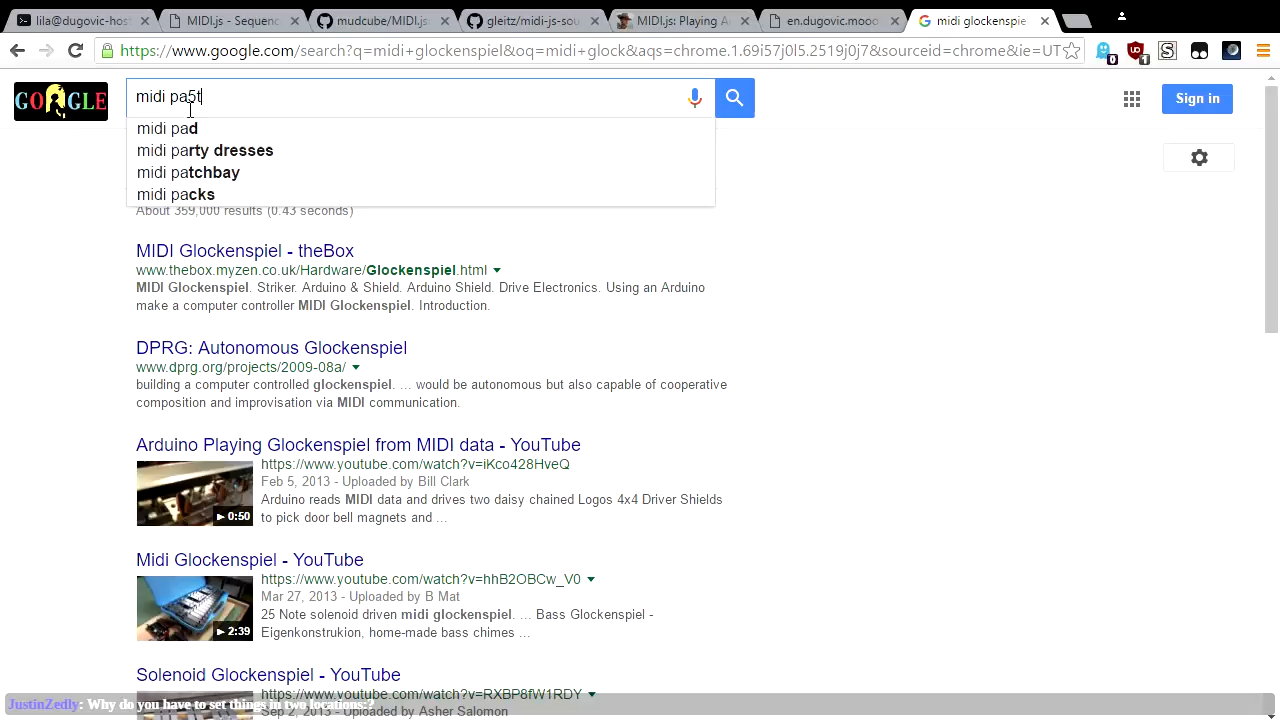 lila@dugovic-host
MIDI.js - Sequenc
mudcube/MIDI.js
gleitz/midi-js-sou
MIDI.js: Playing A
en.dugovic.mooo
midi glockenspie
https://www.google.com/search?q=midi+glockenspiel&oq=midi+glock&aqs=chrome.1.69i57j0l5.2519j0j7&sourceid=chrome&ie=UT
GOOGLE
midi pa5t
Sign in
midi pad
midi party dresses
midi patchbay
midi packs
About 359,000 results (0.43 seconds)
MIDI Glockenspiel - theBox
www.thebox.myzen.co.uk/Hardware/Glockenspiel.html
MIDI Glockenspiel. Striker. Arduino & Shield. Arduino Shield. Drive Electronics. Using an Arduino
make a computer controller MIDI Glockenspiel. Introduction.
DPRG: Autonomous Glockenspiel
www.dprg.org/projects/2009-08a/
building a computer controlled glockenspiel. ... would be autonomous but also capable of cooperative
composition and improvisation via MIDI communication.
Arduino Playing Glockenspiel from MIDI data - YouTube
https://www.youtube.com/watch?v=iKco428HveQ
Feb 5, 2013 - Uploaded by Bill Clark
Arduino reads MIDI data and drives two daisy chained Logos 4x4 Driver Shields
to pick door bell magnets and ...
0:50
Midi Glockenspiel - YouTube
https://www.youtube.com/watch?v=hhB2OBCw_V0
Mar 27, 2013 - Uploaded by B Mat
25 Note solenoid driven midi glockenspiel. ... Bass Glockenspiel -
Eigenkonstrukion, home-made bass chimes ...
2:39
Solenoid Glockenspiel - YouTube
https://www.youtube.com/watch?v=RXBP8fW1RDY
Sep 2, 2013 - Uploaded by Asher Salomon
JustinZedly: Why do you have to set things in two locations:?